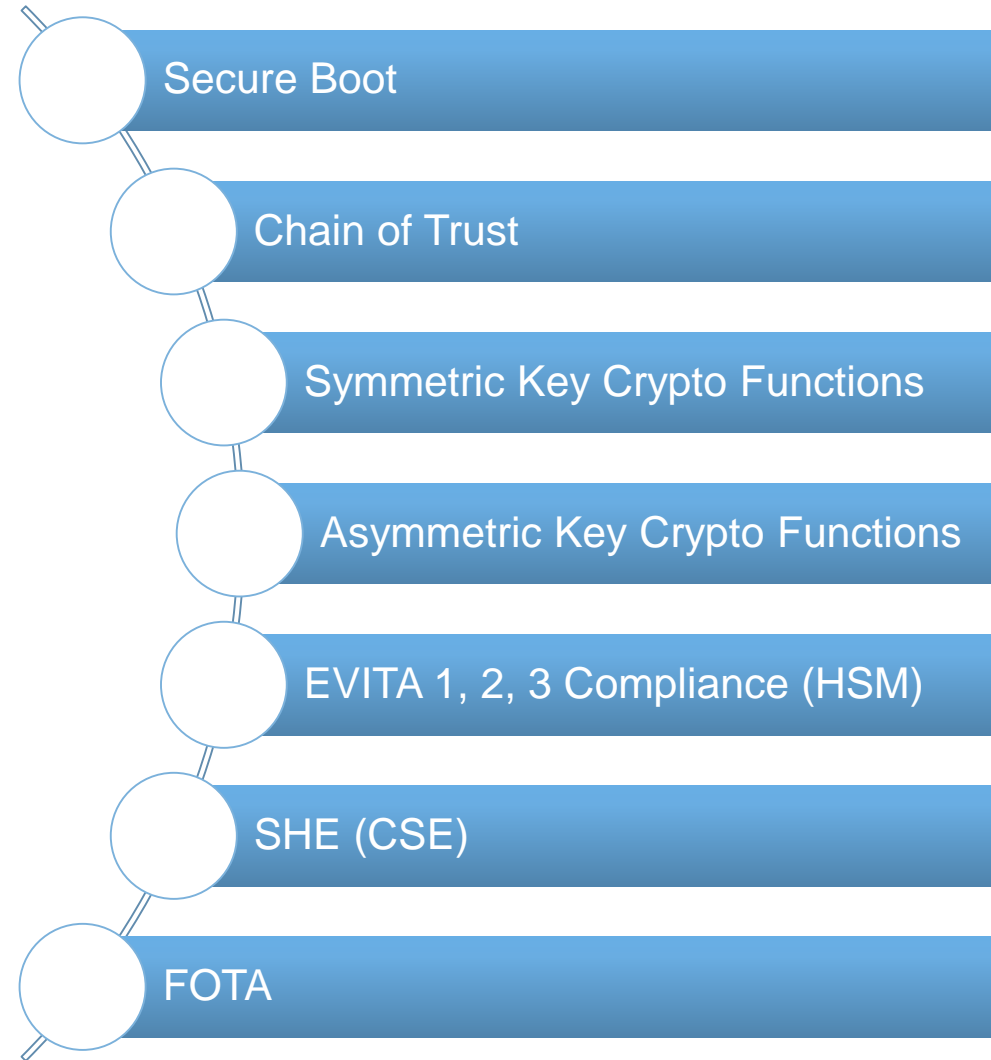 Secure Boot
Chain of Trust
Symmetric Key Crypto Functions
Asymmetric Key Crypto Functions
EVITA 1, 2, 3 Compliance (HSM)
SHE (CSE)
FOTA